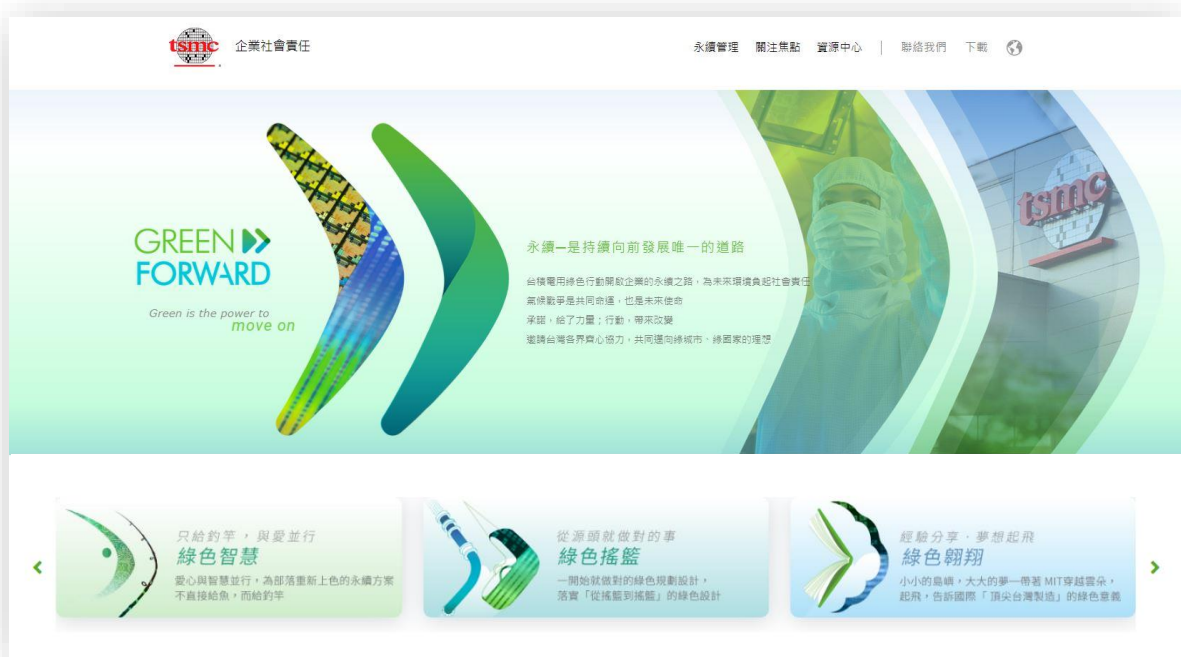 tsmc
企業社會責任
永續管理 關注焦點 資源中心 | 聯絡我們 下載
GREEN
FORWARD
Green is the power to
move on
永續—是持續向前發展唯一的道路
台積電用綠色行動開啟企業的永續之路,為未來環境負起社會責任
氣候戰爭是共同命運,也是未來使命
承諾,給了力量;行動,帶來改變
邀請台灣各界齊心協力,共同邁向綠城市、綠國家的理想
tsmc
只給釣竿,與愛並行
綠色智慧
愛心與智慧並行,為部落重新上色的永續方案
不直接給魚,而給釣竿
從源頭就做對的事
綠色搖籃
一開始就做對的綠色規劃設計,
落實「從搖籃到搖籃」的綠色設計
經驗分享、夢想起飛
綠色翱翔
小小的島嶼,大大的夢—帶著 MIT穿越雲朵,
起飛,告訴國際「頂尖台灣製造」的綠色意義